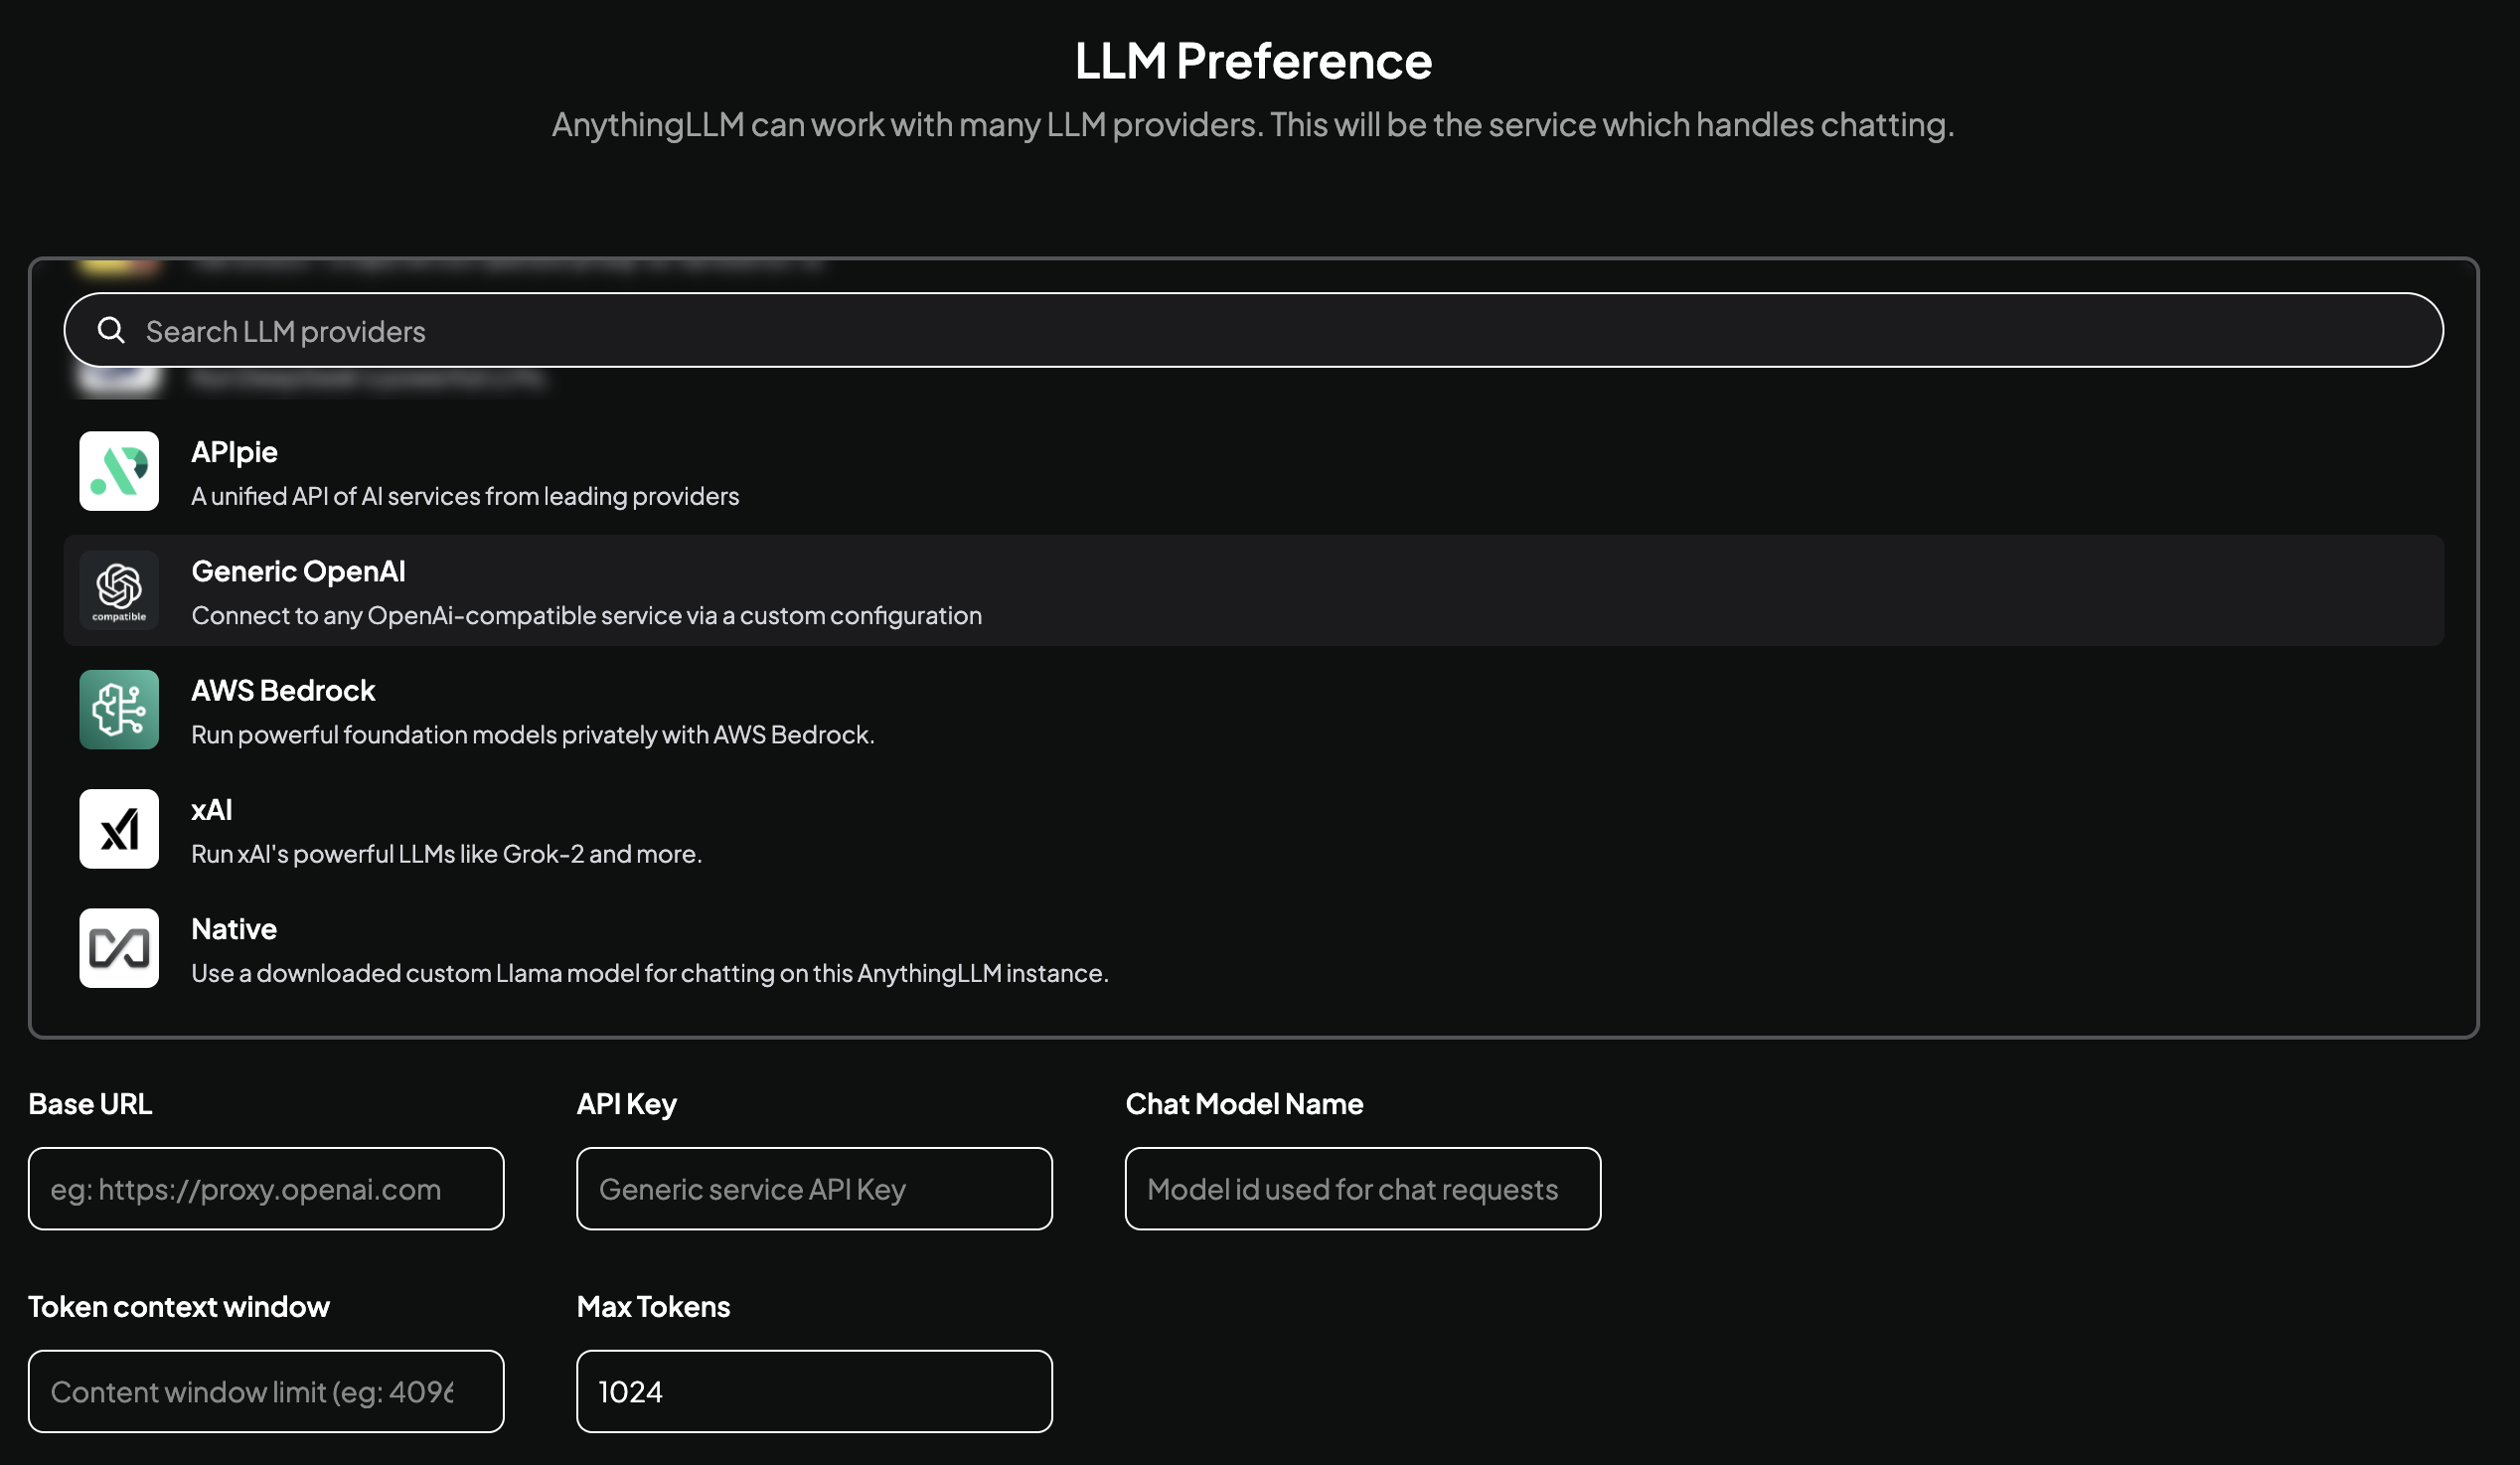 LLM Preference
AnythingLLM can work with many LLM providers. This will be the service which handles chatting.
Search LLM providers
APIpie
A unified API of AI services from leading providers
compatible
Generic OpenAI
Connect to any OpenAi-compatible service via a custom configuration
AWS Bedrock
Run powerful foundation models privately with AWS Bedrock.
xAI
Run xAI's powerful LLMs like Grok-2 and more.
Native
Use a downloaded custom Llama model for chatting on this AnythingLLM instance.
Base URL
API Key
Chat Model Name
eg: https://proxy.openai.com
Generic service API Key
Model id used for chat requests
Token context window
Max Tokens
Content window limit (eg: 4096
1024